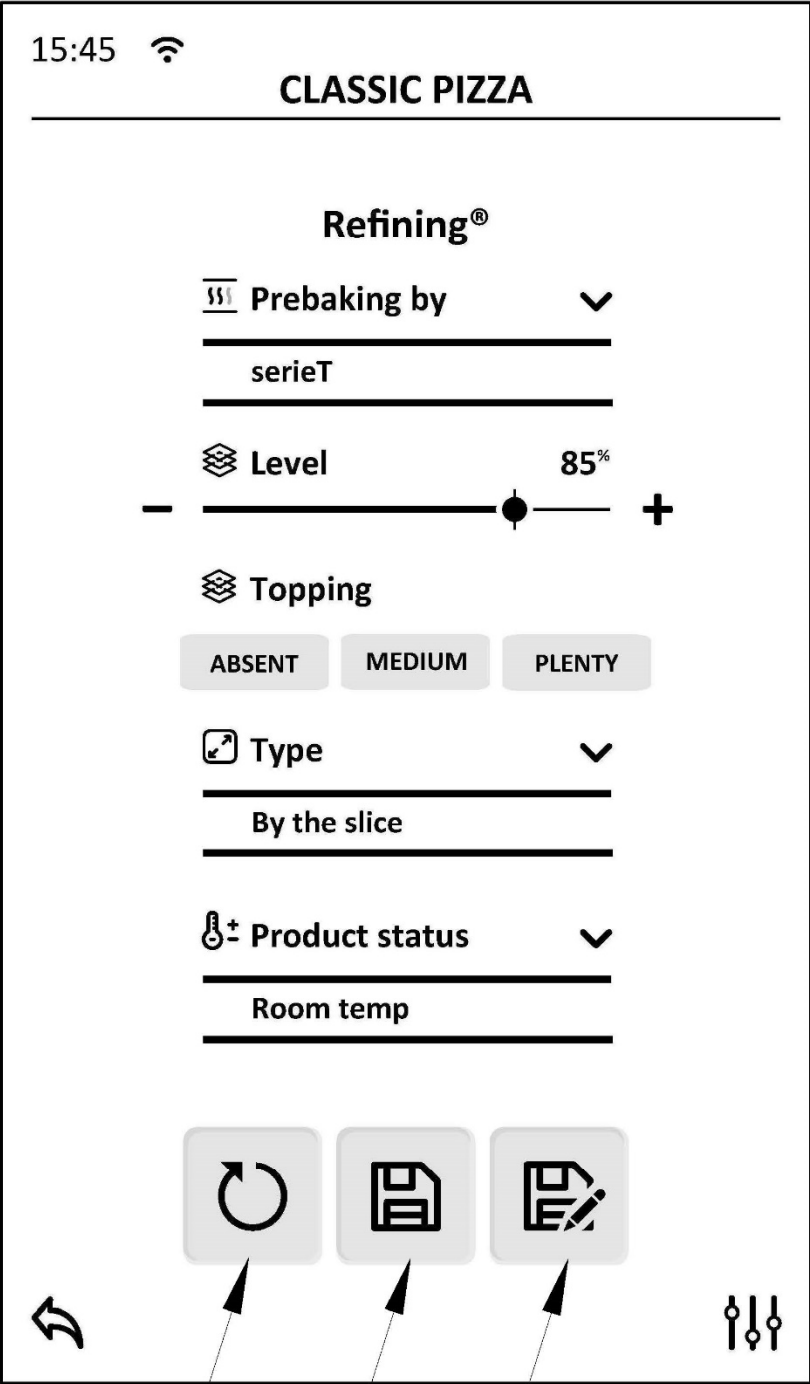 15:45
CLASSIC PIZZA
Refining®
Prebaking by
serieT
Level 85%
Topping
ABSENT MEDIUM PLENTY
Type
By the slice
Product status
Room temp